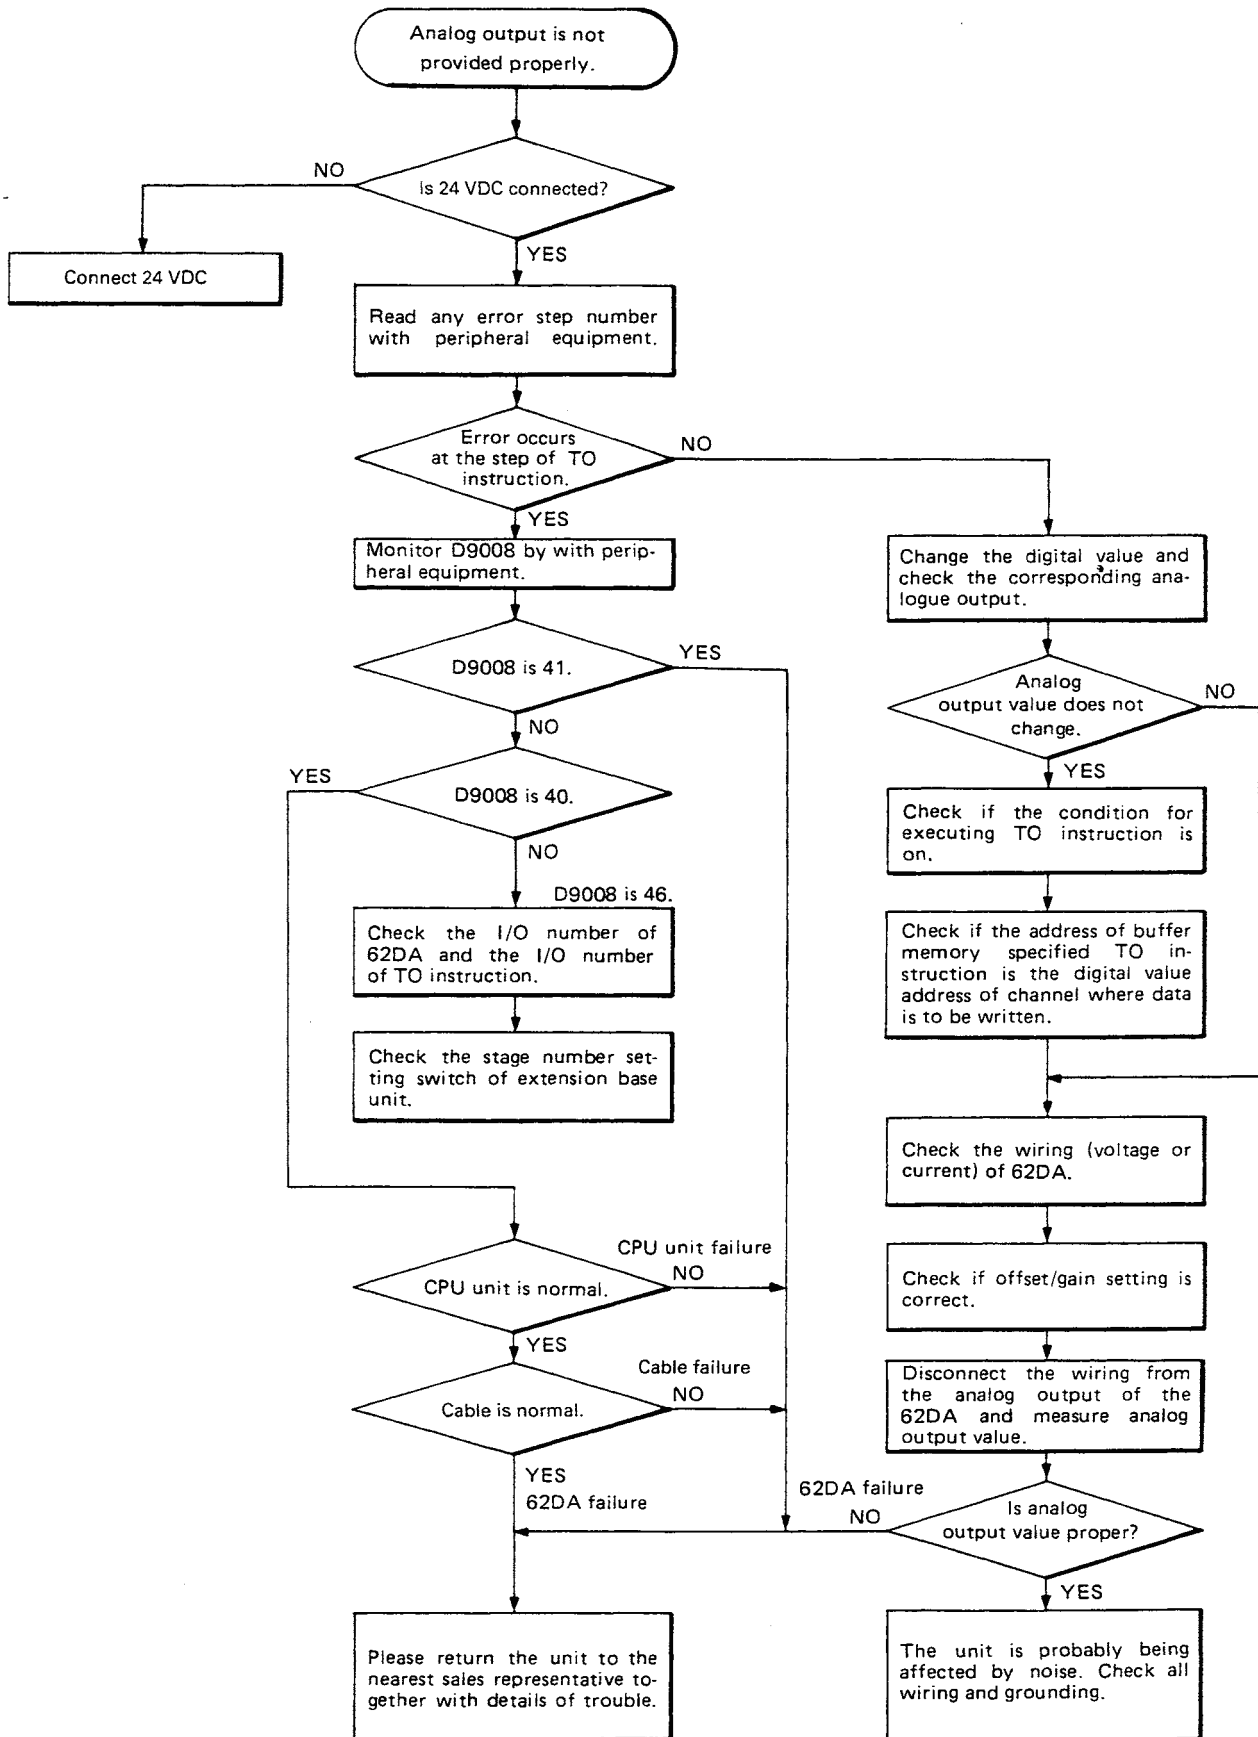 Analog output is not
provided properly.
NO
Is 24 VDC connected?
YES
Connect 24 VDC
Read any error step number
with peripheral equipment.
Error occurs
at the step of TO
instruction.
NO
YES
Monitor D9008 by with perip-
heral equipment.
Change the digital value and
check the corresponding ana-
logue output.
D9008 is 41.
YES
NO
Analog
output value does not
change.
NO
YES
YES
D9008 is 40.
NO
Check if the condition for
executing TO instruction is
on.
D9008 is 46.
Check the I/O number of
62DA and the I/O number
of TO instruction.
Check if the address of buffer
memory specified TO in-
struction is the digital value
address of channel where data
is to be written.
Check the stage number set-
ting switch of extension base
unit.
Check the wiring (voltage or
current) of 62DA.
CPU unit failure
NO
CPU unit is normal.
YES
Check if offset/gain setting is
correct.
Cable failure
NO
Cable is normal.
YES
62DA failure
Disconnect the wiring from
the analog output of the
62DA and measure analog
output value.
62DA failure
NO
Is analog
output value proper?
YES
Please return the unit to the
nearest sales representative to-
gether with details of trouble.
The unit is probably being
affected by noise. Check all
wiring and grounding.